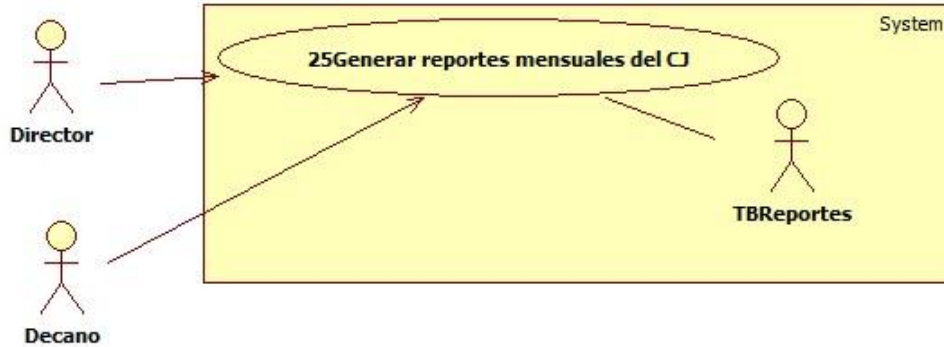 System
25Generar reportes mensuales del CJ
Director
TBReportes
Decano